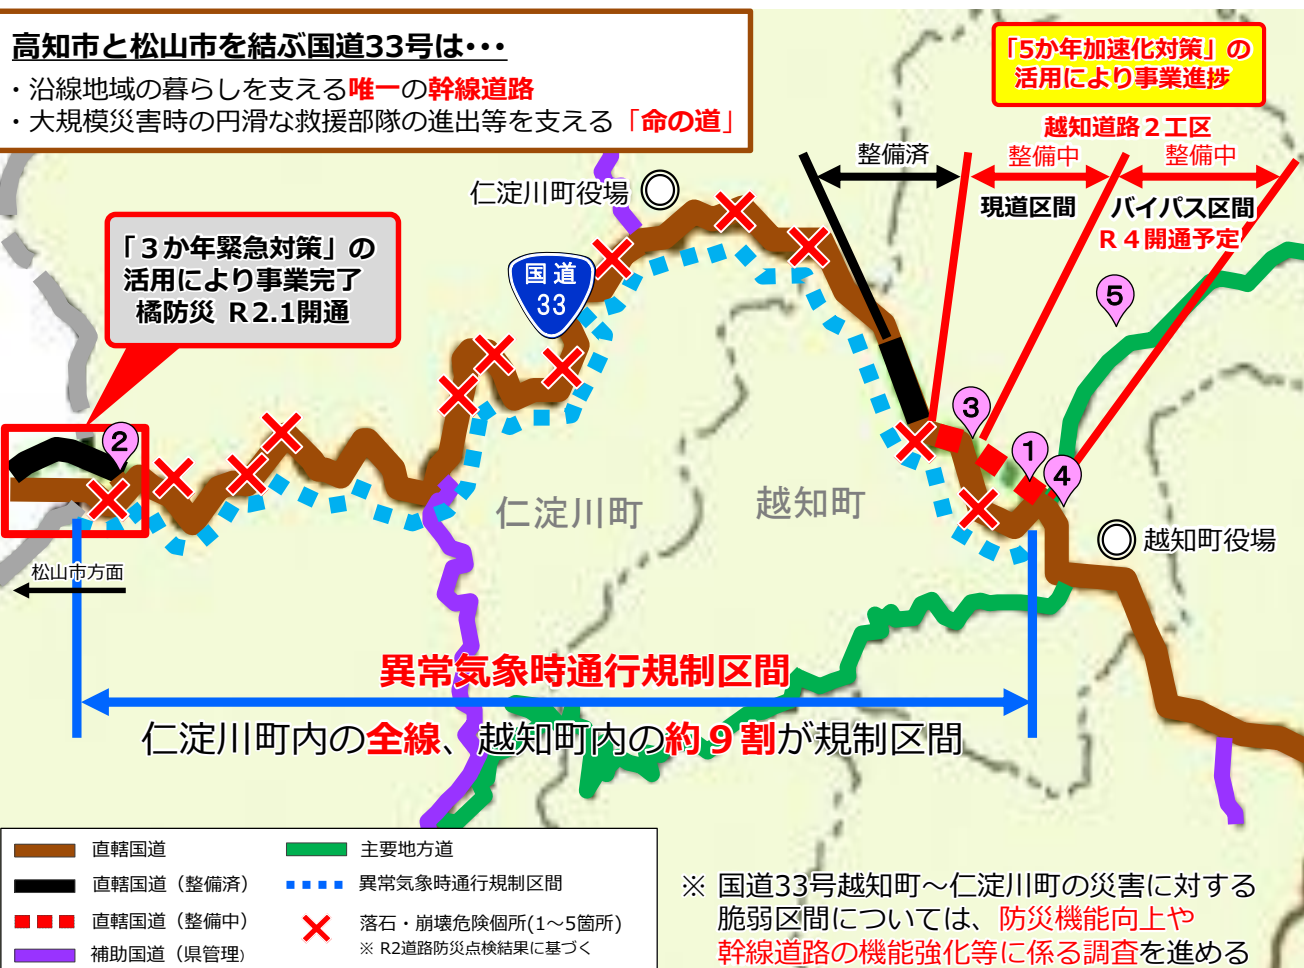 高知市と松山市を結ぶ国道33号は･･･
・沿線地域の暮らしを支える唯一の幹線道路
・大規模災害時の円滑な救援部隊の進出等を支える「命の道」
「5か年加速化対策」の
活用により事業進捗
越知道路２工区
整備済
整備中
整備中
現道区間
バイパス区間
Ｒ４開通予定
仁淀川町役場
「３か年緊急対策」の
活用により事業完了
橘防災 Ｒ2.1開通
国道
33
5
3
2
1
4
仁淀川町
越知町
越知町役場
松山市方面
異常気象時通行規制区間
仁淀川町内の全線、越知町内の約９割が規制区間
直轄国道
直轄国道（整備済）
直轄国道（整備中）
補助国道（県管理）
主要地方道
異常気象時通行規制区間
落石・崩壊危険個所(1～5箇所)
※ R2道路防災点検結果に基づく
※ 国道33号越知町～仁淀川町の災害に対する
脆弱区間については、防災機能向上や
幹線道路の機能強化等に係る調査を進める